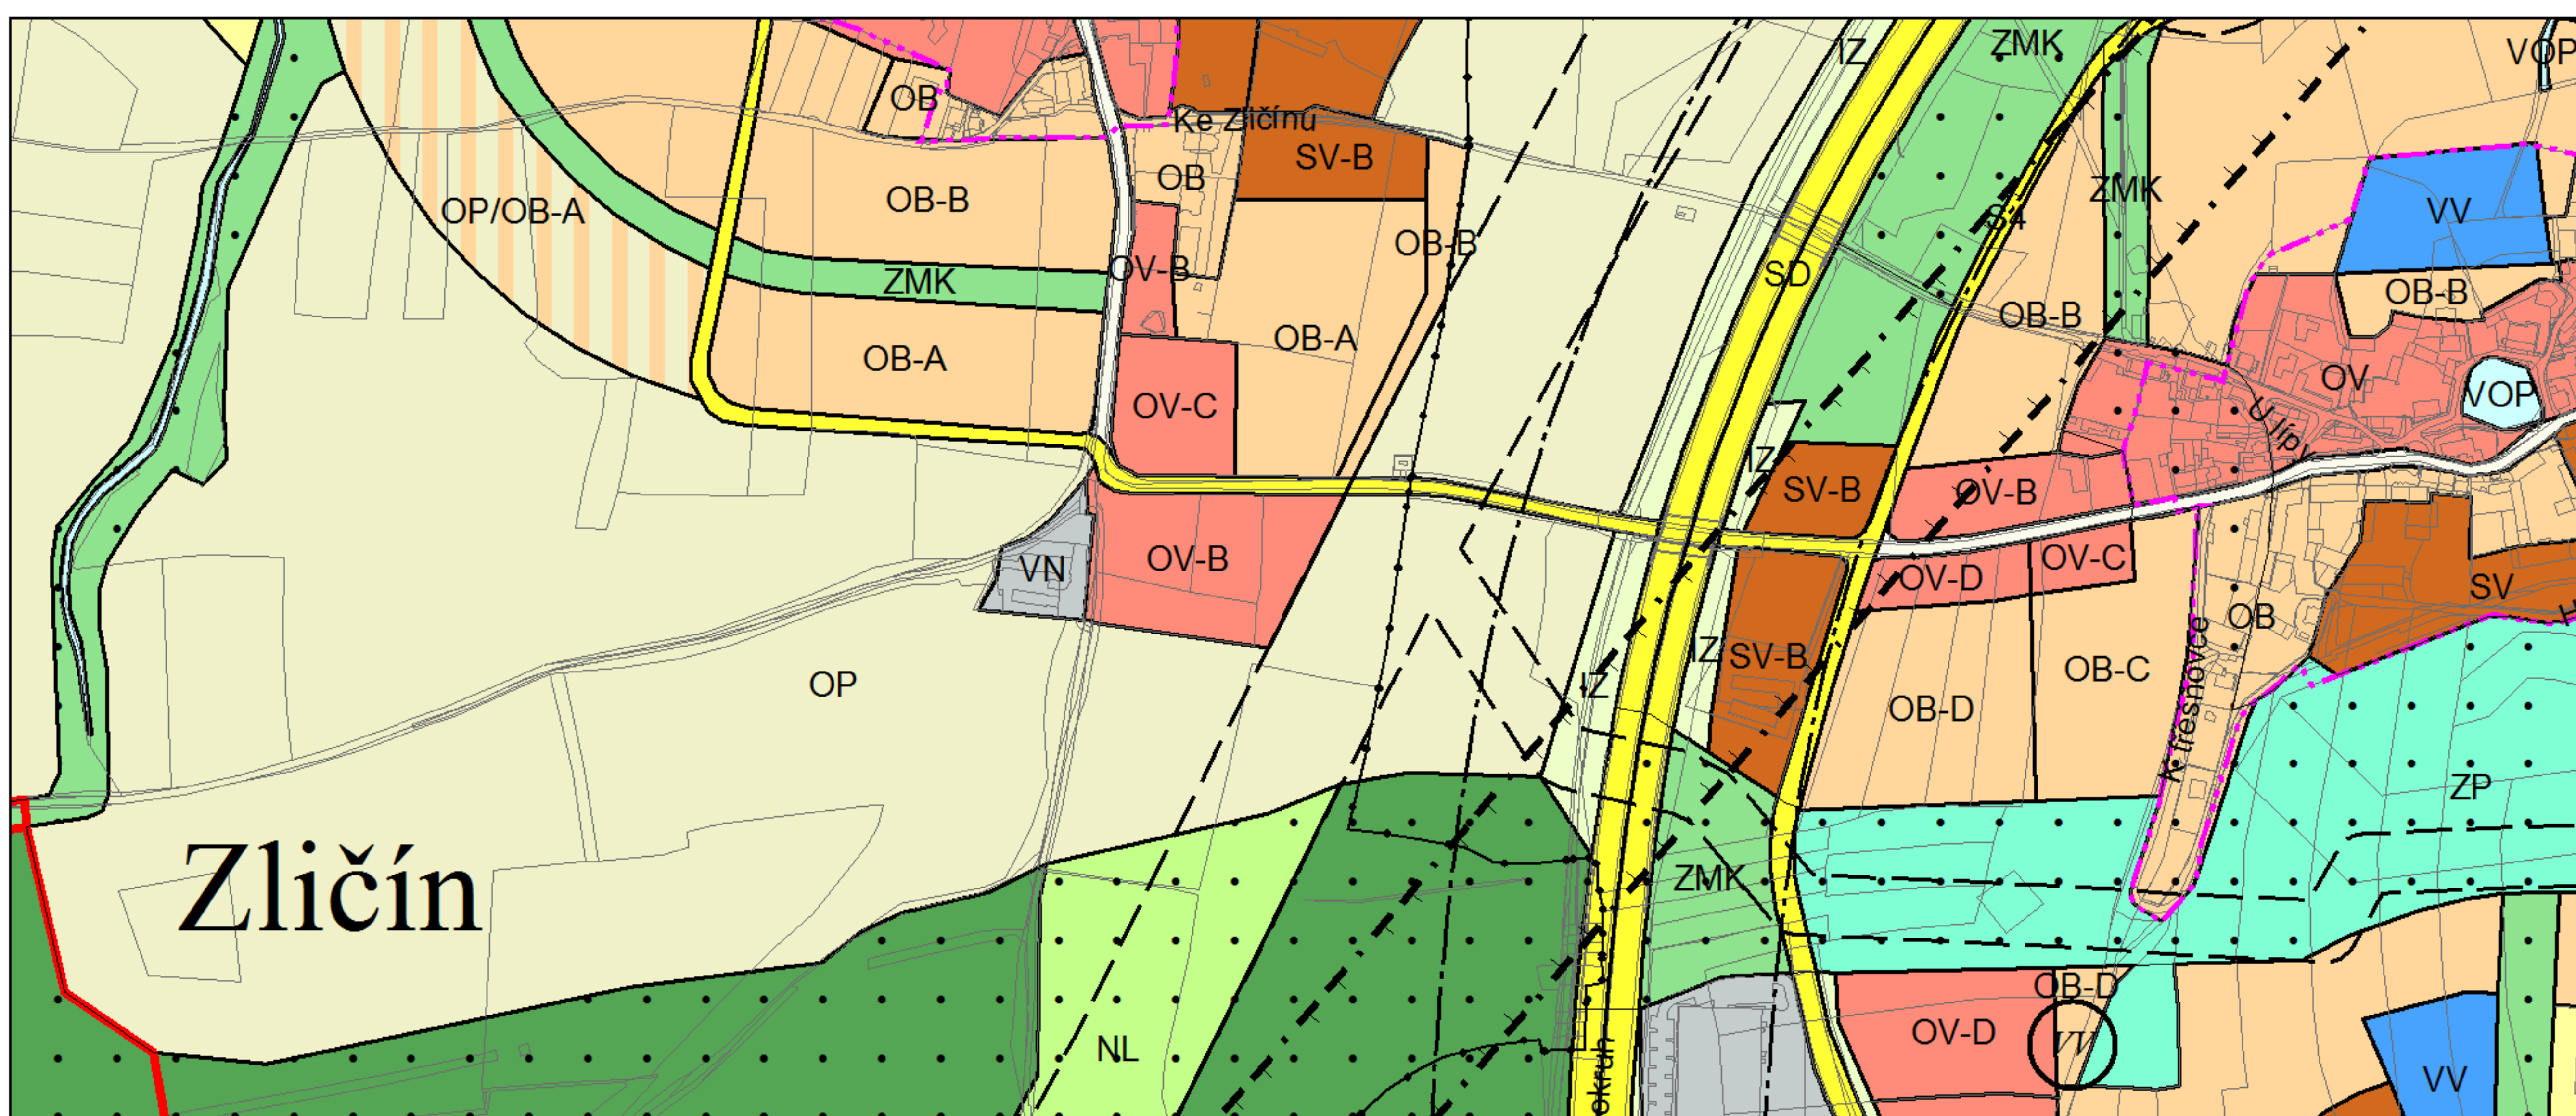 IZ
ZMK
VOP
OB
Ke Zličínu
SV-B
OB
ZMK
OP/OB-A
OB-B
S4
VV
OB-B
OV-B
SD
ZMK
OB-B
OB-B
OB-A
OB-A
OV
VOP
OV-C
U lípy
IZ
SV-B
OV-B
VN
OV-B
OV-D
OV-C
SV
OB
IZ
SV-B
OP
IZ
OB-C
OB-D
K Třešňovce
ZP
Zličín
ZMK
OB-D
NL
OV-D
VV
VV
okruh